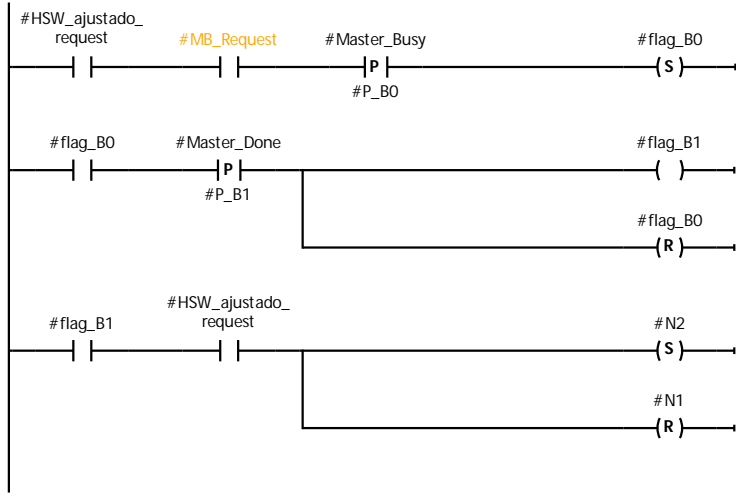 #HSW_ajustado_
request
#MB_Request
#Master_Busy
#flag_B0
P
S
#P_B0
#flag_B0
#Master_Done
#flag_B1
P
#P_B1
#flag_B0
R
#flag_B1
#HSW_ajustado_
request
#N2
S
#N1
R